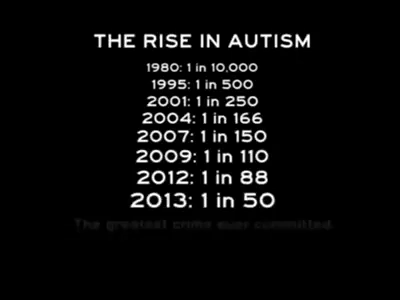 THE RISE IN AUTISM
1980: 1 in 10,000
1995: 1 in 500
2001: 1 in 250
2004: 1 in 166
2007: 1 in 150
2009: 1 in 110
2012: 1 in 88
2013: 1 in 50
The greatest crime ever committed.